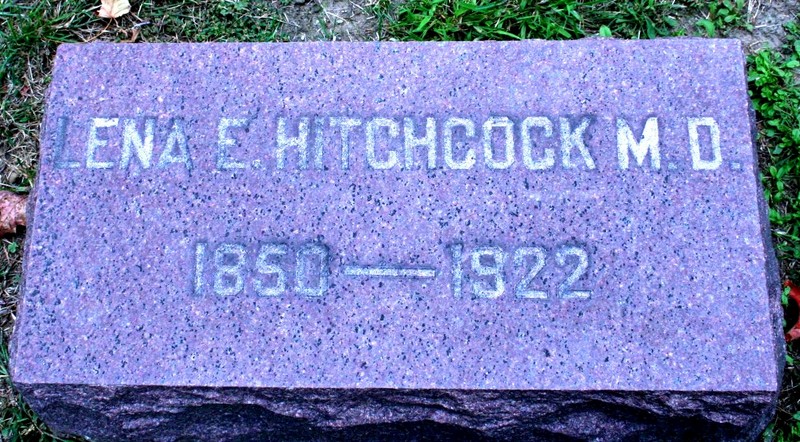 LENA E. HITCHCOCK M.D.
1850 — 1922